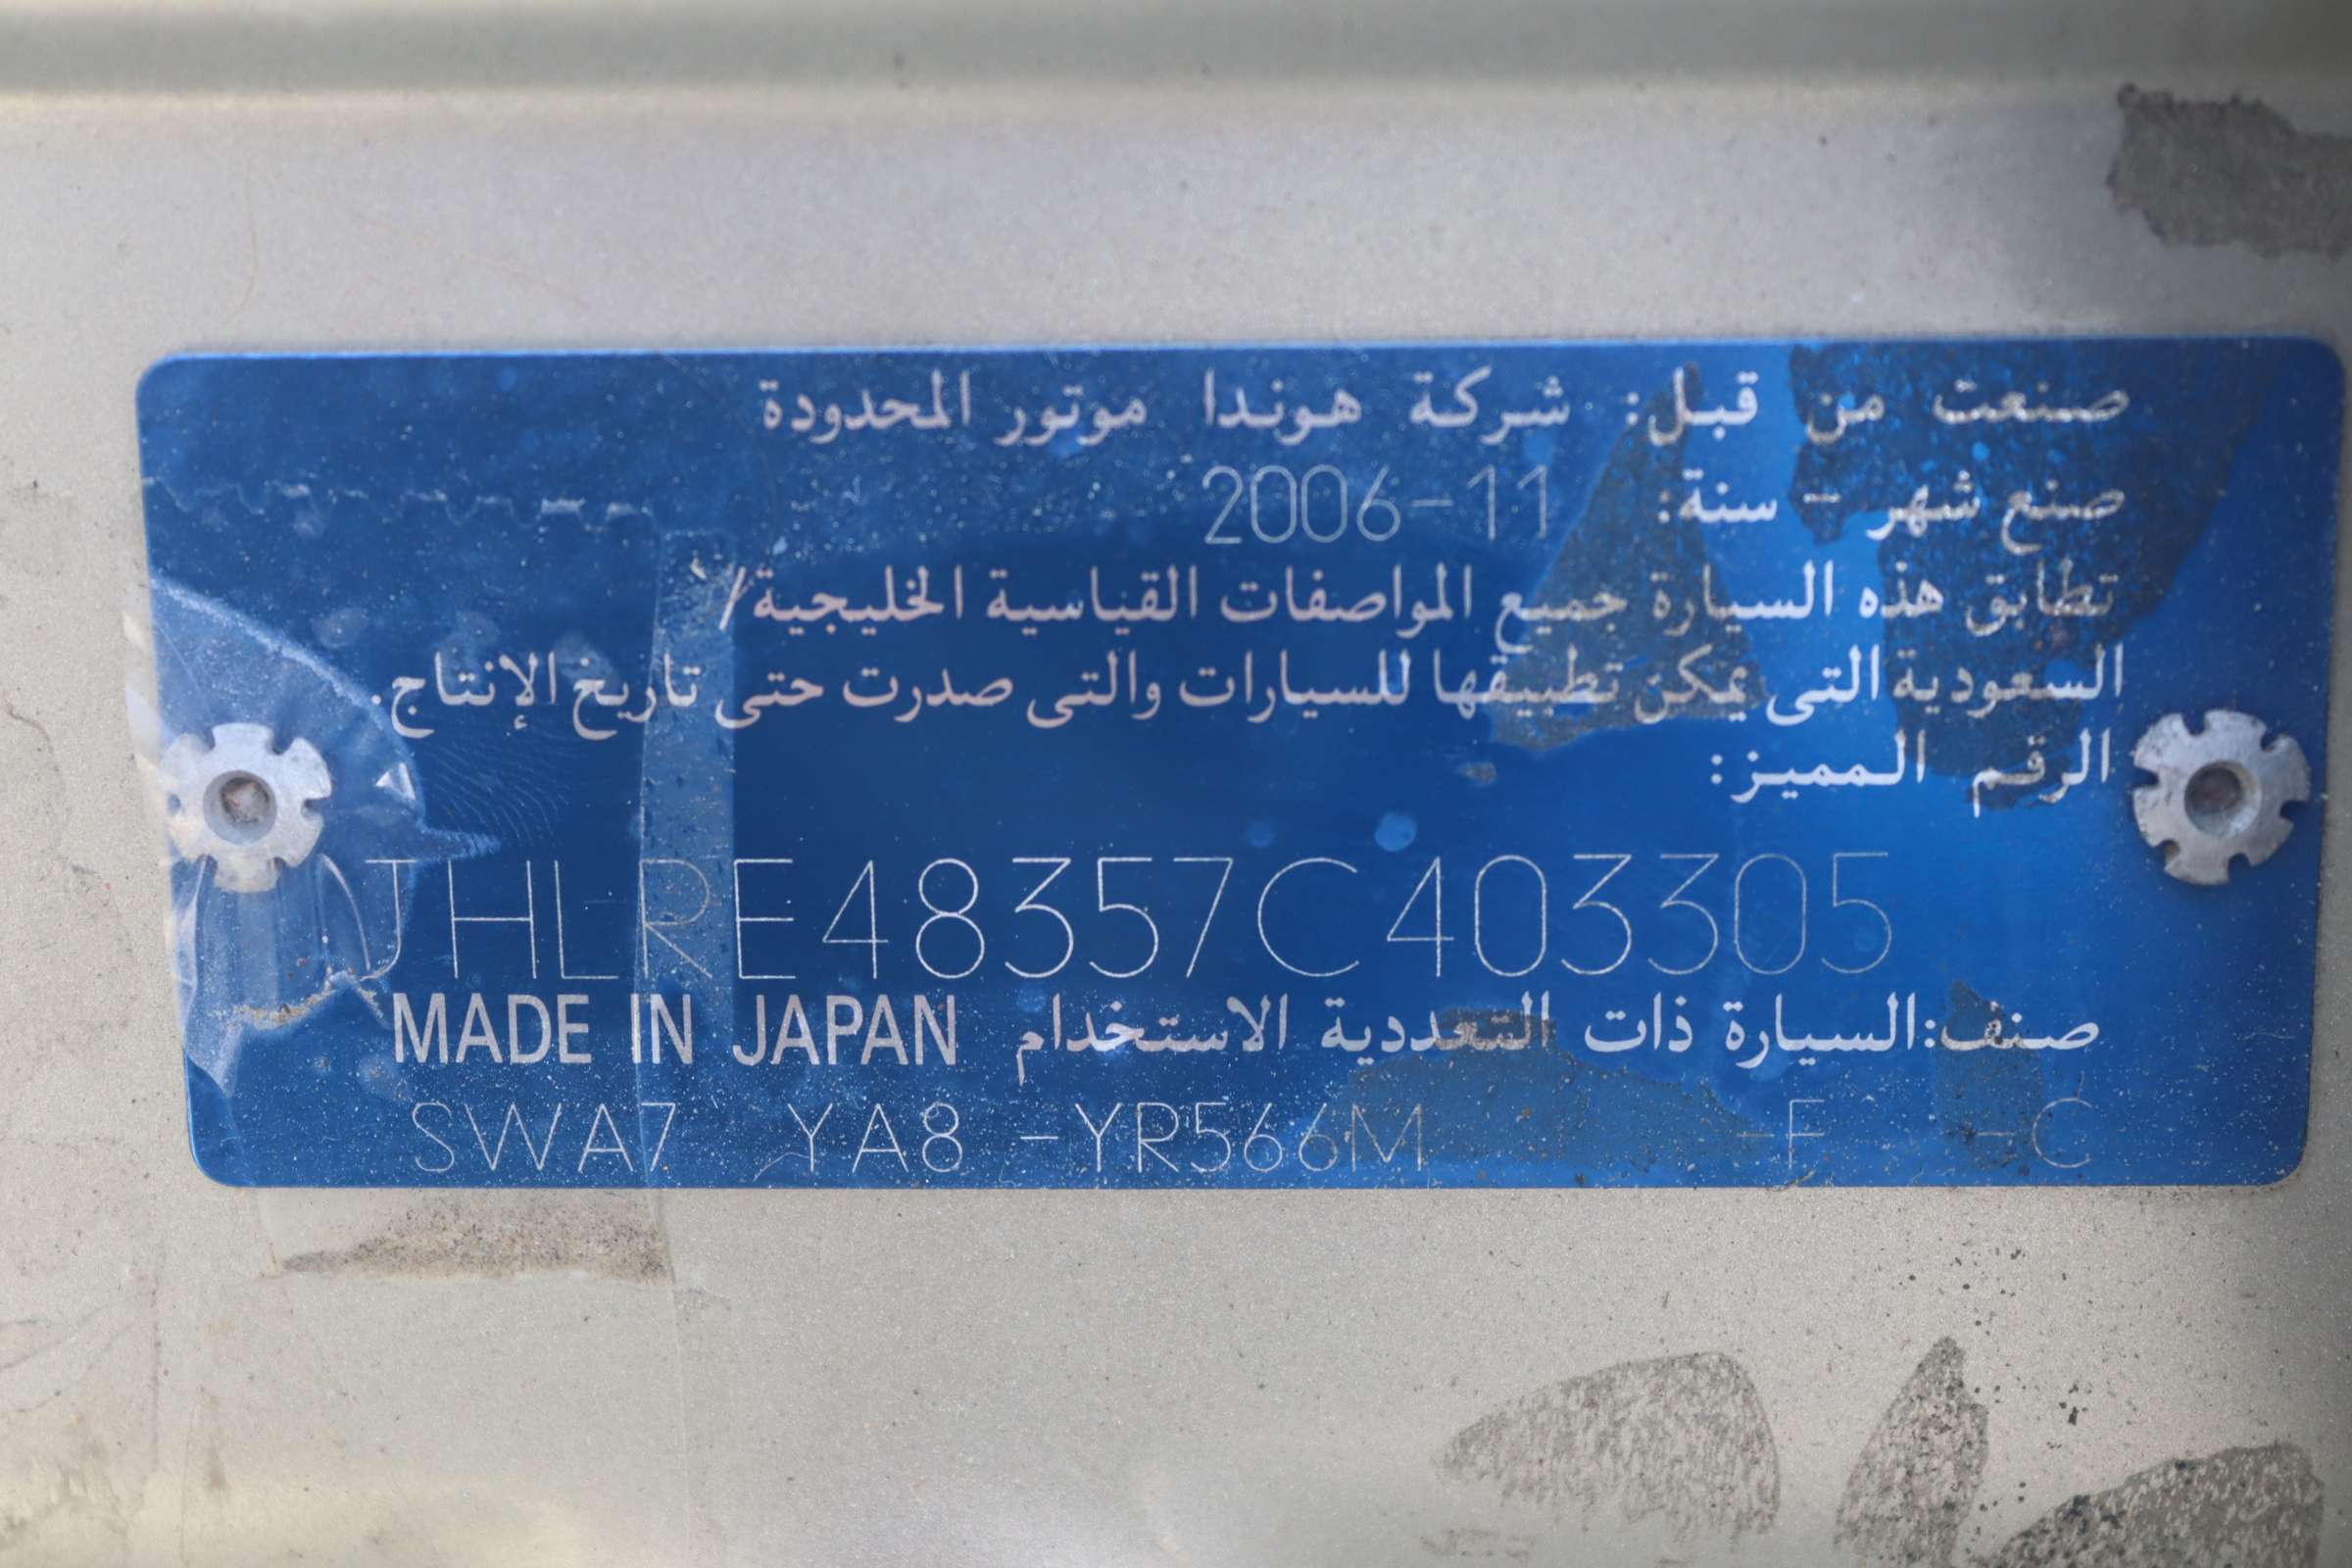 صنعت من قبل: شركة هوندا موتور المحدودة
صنع شهر - سنة: 2006-11
تطابق هذه السيارة جميع المواصفات القياسية الخليجية/
السعودية التى يمكن تطبيقها للسيارات والتى صدرت حتى تاريخ الإنتاج.
الرقم المميز:
JHLRE48357C403305
صنف:السيارة ذات التعددية الاستخدام MADE IN JAPAN
SWA7 YA8 -YR566M -F -C